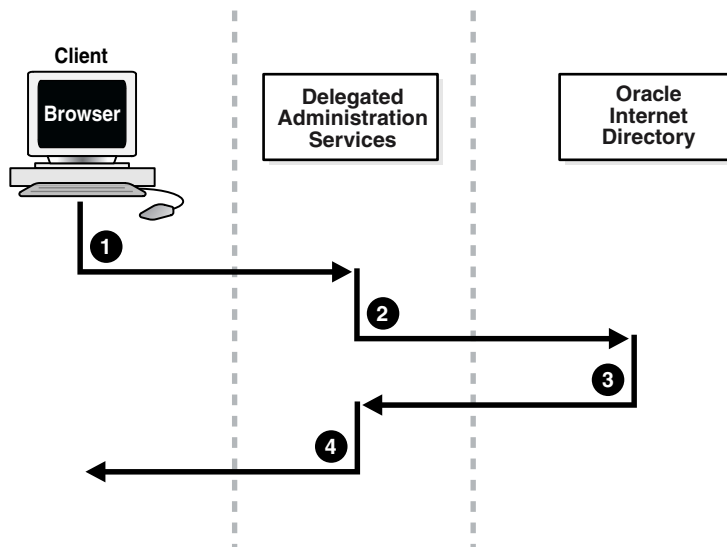 Client
Browser
Delegated
Administration
Services
Oracle
Internet
Directory
1
2
3
4